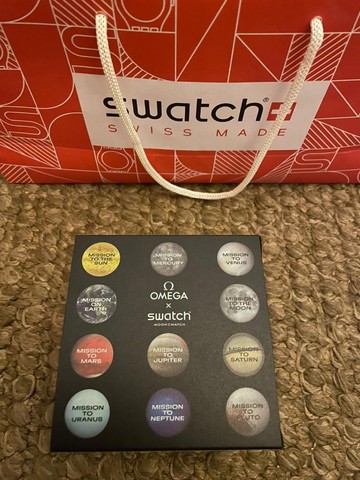 swatch
SWISS MADE
MISSION
TO THE
SUN
MISSION
TO
MERCURY
MISSION
TO
VENUS
MISSION
ON
EARTH
Ω
OMEGA
×
swatch
MOONSWATCH
MISSION
TO
THE
MOON
MISSION
TO
MARS
MISSION
TO
JUPITER
MISSION
TO
SATURN
MISSION
TO
URANUS
MISSION
TO
NEPTUNE
MISSION
TO
PLUTO